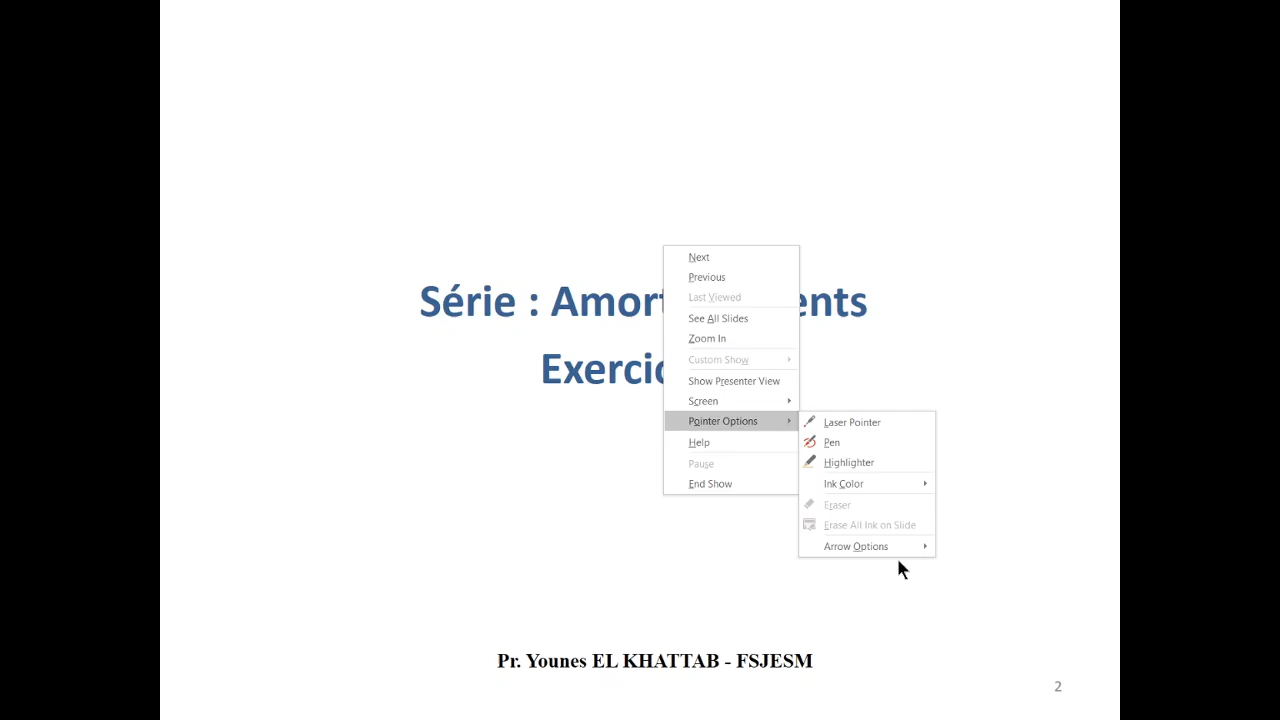 Next
Previous
Last Viewed
See All Slides
Zoom In
Custom Show
Show Presenter View
Screen
Pointer Options
Help
Pause
End Show
Laser Pointer
Pen
Highlighter
Ink Color
Eraser
Erase All Ink on Slide
Arrow Options
Série : Amort ents
Exercic
Pr. Younes EL KHATTAB - FSJESM
2